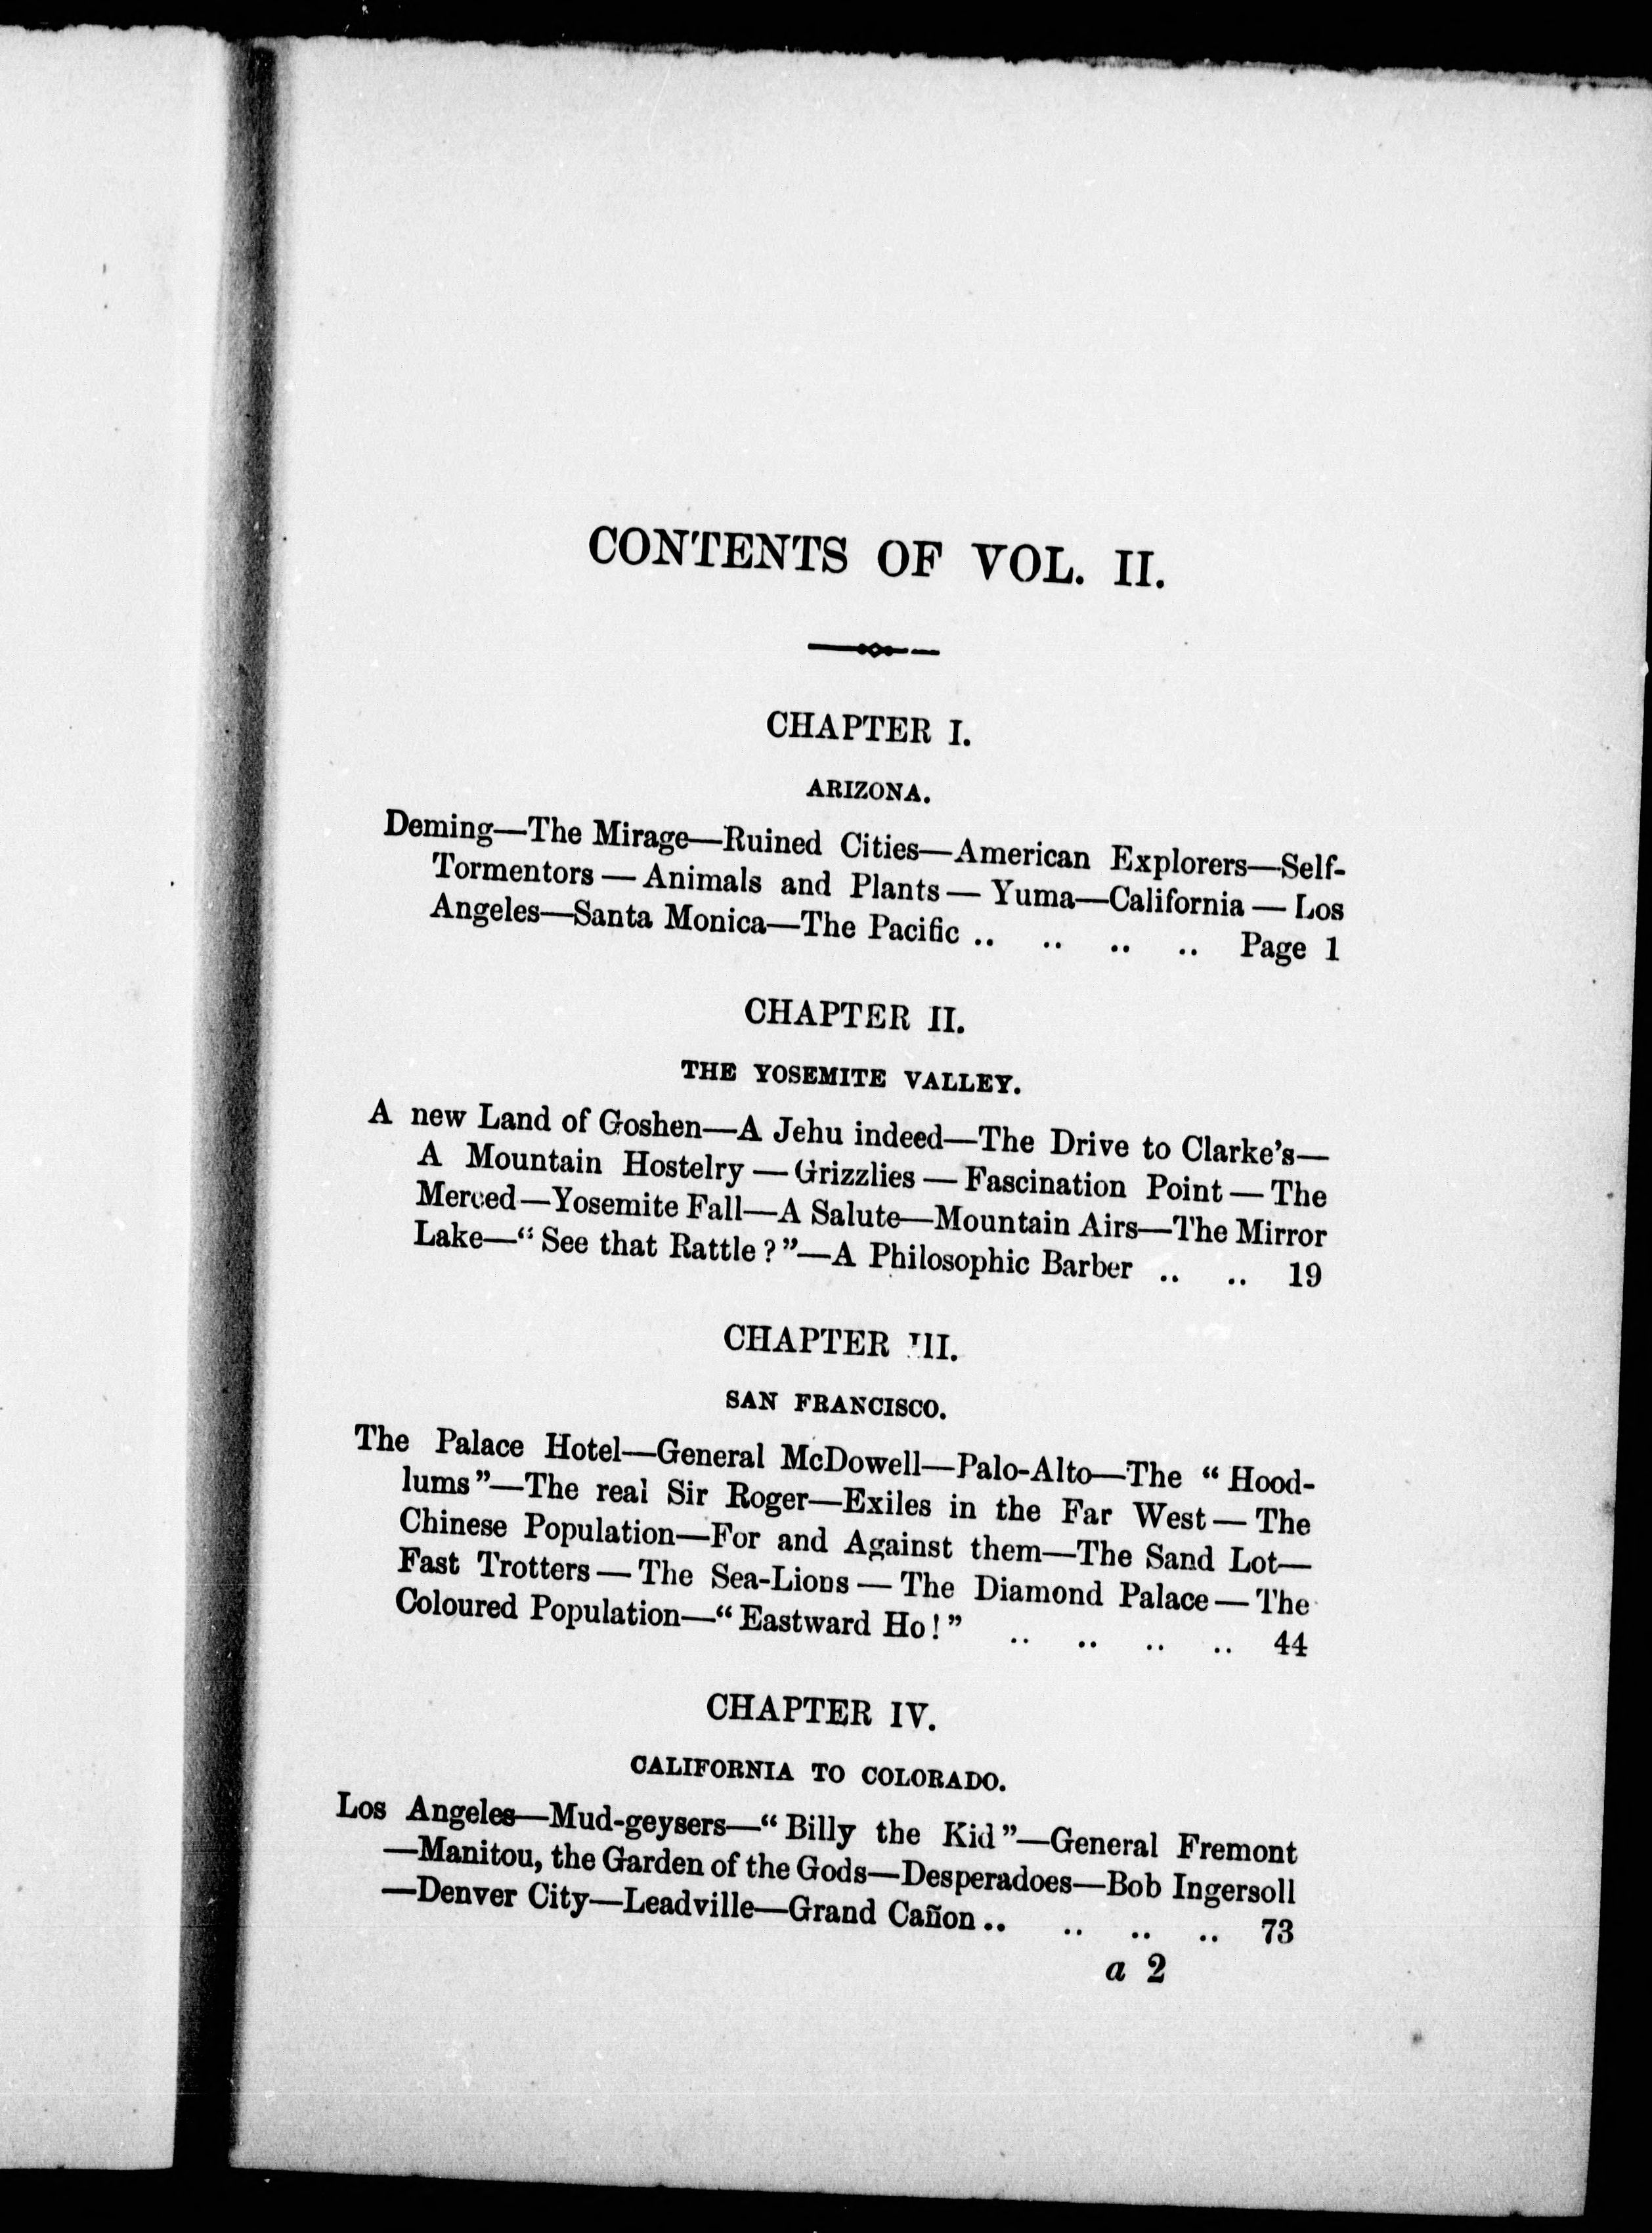 CONTENTS OF VOL. II.
CHAPTER I.
ARIZONA.
Deming—The Mirage—Ruined Cities—American Explorers—Self-
Tormentors — Animals and Plants — Yuma—California — Los
Angeles—Santa Monica—The Pacific .. .. .. .. Page 1
CHAPTER II.
THE YOSEMITE VALLEY.
A new Land of Goshen—A Jehu indeed—The Drive to Clarke's—
A Mountain Hostelry — Grizzlies — Fascination Point — The
Merced—Yosemite Fall—A Salute—Mountain Airs—The Mirror
Lake—“ See that Rattle ? ”—A Philosophic Barber .. .. 19
CHAPTER III.
SAN FRANCISCO.
The Palace Hotel—General McDowell—Palo-Alto—The “ Hood-
lums ”—The real Sir Roger—Exiles in the Far West — The
Chinese Population—For and Against them—The Sand Lot—
Fast Trotters — The Sea-Lions — The Diamond Palace — The
Coloured Population—“ Eastward Ho ! ” .. .. .. .. 44
CHAPTER IV.
CALIFORNIA TO COLORADO.
Los Angeles—Mud-geysers—“ Billy the Kid ”—General Fremont
—Manitou, the Garden of the Gods—Desperadoes—Bob Ingersoll
—Denver City—Leadville—Grand Cañon .. .. .. .. 73
a 2